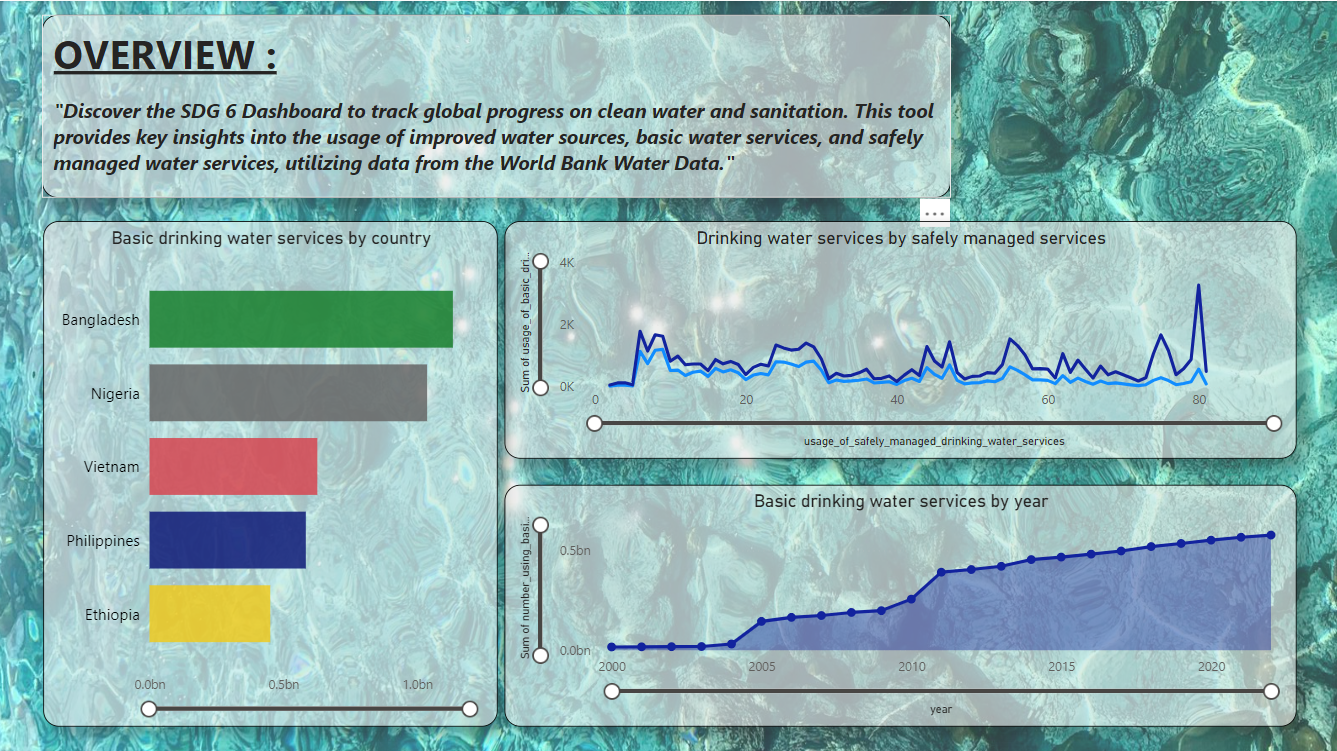 OVERVIEW :
"Discover the SDG 6 Dashboard to track global progress on clean water and sanitation. This tool
provides key insights into the usage of improved water sources, basic water services, and safely
managed water services, utilizing data from the World Bank Water Data."
...
Basic drinking water services by country
Bangladesh
Nigeria
Vietnam
Philippines
Ethiopia
0.0bn 0.5bn 1.0bn
Drinking water services by safely managed services
Sum of usage_of_basic_dri...
4K
2K
0K
0 20 40 60 80
usage_of_safely_managed_drinking_water_services
Basic drinking water services by year
Sum of number_using_basi...
0.5bn
0.0bn
2000 2005 2010 2015 2020
year